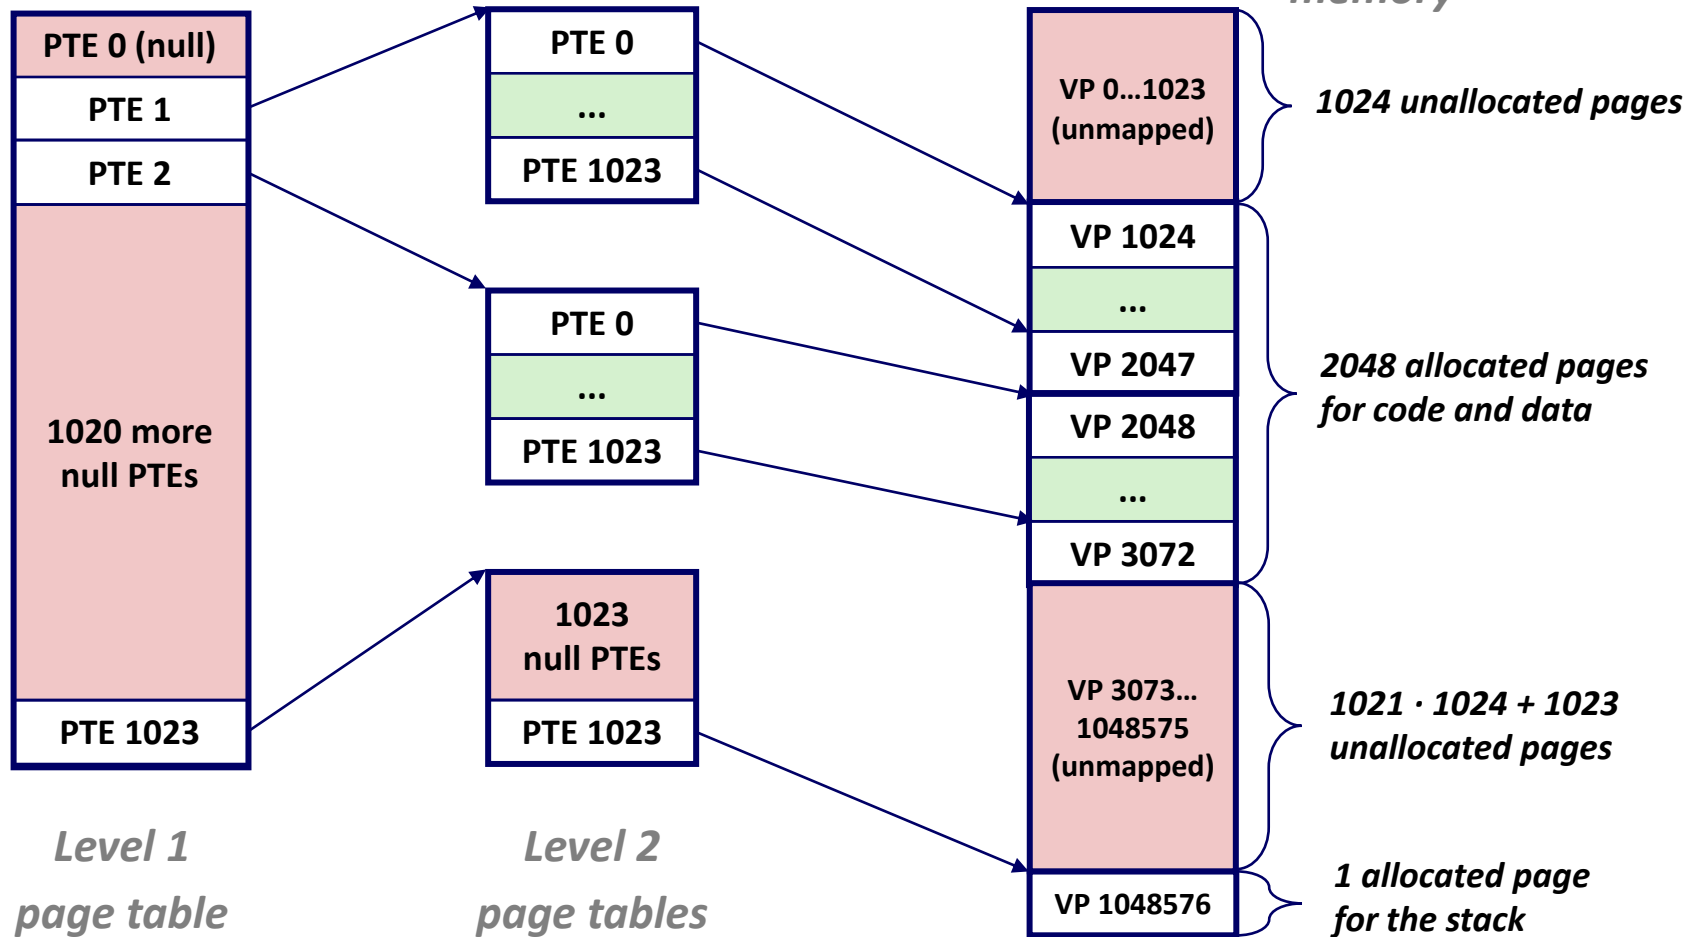 memory
PTE 0 (null)
PTE 1
PTE 2
1020 more
null PTEs
PTE 1023
Level 1
page table
PTE 0
...
PTE 1023
PTE 0
...
PTE 1023
1023
null PTEs
PTE 1023
Level 2
page tables
VP 0...1023
(unmapped)
VP 1024
...
VP 2047
VP 2048
...
VP 3072
VP 3073...
1048575
(unmapped)
VP 1048576
1024 unallocated pages
2048 allocated pages
for code and data
1021 · 1024 + 1023
unallocated pages
1 allocated page
for the stack